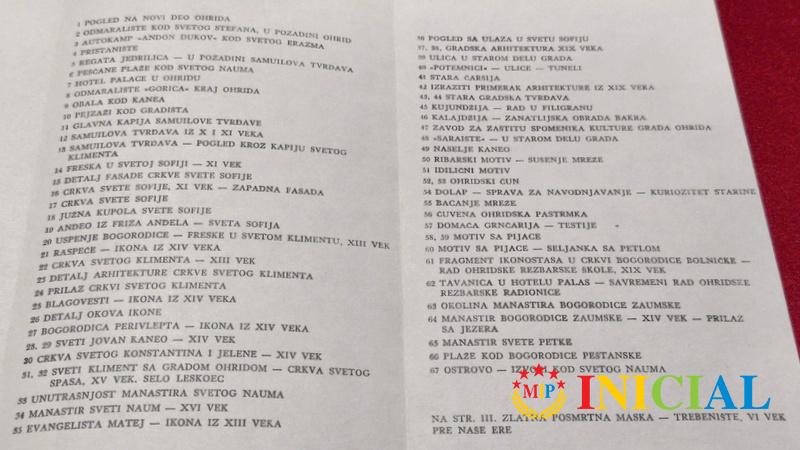 1 POGLED NA NOVI DEO OHRIDA
2 ODMARALISTE KOD SVETOG STEFANA, U POZADINI OHRID
3 AUTOKAMP »ANDON DUKOV« KOD SVETOG ERAZMA
4 PRISTANISTE
5 REGATA JEDRILICA — U POZADINI SAMUILOVA TVRDAVA
6 PESCANE PLAZE KOD SVETOG NAUMA
7 HOTEL PALACE U OHRIDU
8 ODMARALISTE »GORICA« KRAJ OHRIDA
9 OBALA KOD KANEA
10 PEJZAZI KOD GRADISTA
11 GLAVNA KAPIJA SAMUILOVE TVRDAVE
12 SAMUILOVA TVRDAVA IZ X I XI VEKA
13 SAMUILOVA TVRDAVA — POGLED KROZ KAPIJU SVETOG
KLIMENTA
14 FRESKA U SVETOJ SOFIJI — XI VEK
15 DETALJ FASADE CRKVE SVETE SOFIJE
16 CRKVA SVETE SOFIJE, XI VEK — ZAPADNA FASADA
17 CRKVA SVETE SOFIJE
18 JUZNA KUPOLA SVETE SOFIJE
19 ANDEO IZ FRIZA ANDELA — SVETA SOFIJA
20 USPENJE BOGORODICE — FRESKE U SVETOM KLIMENTU, XIII VEK
21 RASPECE — IKONA IZ XIV VEKA
22 CRKVA SVETOG KLIMENTA — XIII VEK
23 DETALJ ARHITEKTURE CRKVE SVETOG KLIMENTA
24 PRILAZ CRKVI SVETOG KLIMENTA
25 BLAGOVESTI — IKONA IZ XIV VEKA
26 DETALJ OKOVA IKONE
27 BOGORODICA PERIVLEPTA — IKONA IZ XIV VEKA
28, 29 SVETI JOVAN KANEO — XIV VEK
30 CRKVA SVETOG KONSTANTINA I JELENE — XIV VEK
31, 32 SVETI KLIMENT SA GRADOM OHRIDOM — CRKVA SVETOG
SPASA, XV VEK, SELO LESKOEC
33 UNUTRASNJOST MANASTIRA SVETOG NAUMA
34 MANASTIR SVETI NAUM — XVI VEK
35 EVANGELISTA MATEJ — IKONA IZ XIII VEKA
36 POGLED SA ULAZA U SVETU SOFIJU
37, 38, GRADSKA ARHITEKTURA XIX VEKA
39 ULICA U STAROM DELU GRADA
40 »POTEMNICI« — ULICE — TUNELI
41 STARA CARSIJA
42 IZRAZITI PRIMERAK ARHITEKTURE IZ XIX VEKA
43, 44 STARA GRADSKA TVRDAVA
45 KUJUNDZIJA — RAD U FILIGRANU
46 KALAJDZIJA — ZANATLIJSKA OBRADA BAKRA
47 ZAVOD ZA ZASTITU SPOMENIKA KULTURE GRADA OHRIDA
48 »SARAISTE« — U STAROM DELU GRADA
49 NASELJE KANEO
50 RIBARSKI MOTIV — SUSENJE MREZE
51 IDILICNI MOTIV
52, 53 OHRIDSKI CUN
54 DOLAP — SPRAVA ZA NAVODNJAVANJE — KURIOZITET STARINE
55 BACANJE MREZE
56 CUVENA OHRIDSKA PASTRMKA
57 DOMACA GRNCARIJA — TESTIJE
58, 59 MOTIV SA PIJACE
60 MOTIV SA PIJACE — SELJANKA SA PETLOM
61 FRAGMENT IKONOSTASA U CRKVI BOGORODICE BOLNICKE —
RAD OHRIDSKE REZBARSKE SKOLE, XIX VEK
62 TAVANICA U HOTELU PALAS — SAVREMENI RAD OHRIDSKE
REZBARSKE RADIONICE
63 OKOLINA MANASTIRA BOGORODICE ZAUMSKE
64 MANASTIR BOGORODICE ZAUMSKE — XIV VEK — PRILAZ
SA JEZERA
65 MANASTIR SVETE PETKE
66 PLAZE KOD BOGORODICE PESTANSKE
67 OSTROVO — IZVORI KOD SVETOG NAUMA
MIP INICIAL
NA STR. III. ZLATNA POSMRTNA MASKA — TREBENISTE, VI VEK
PRE NASE ERE